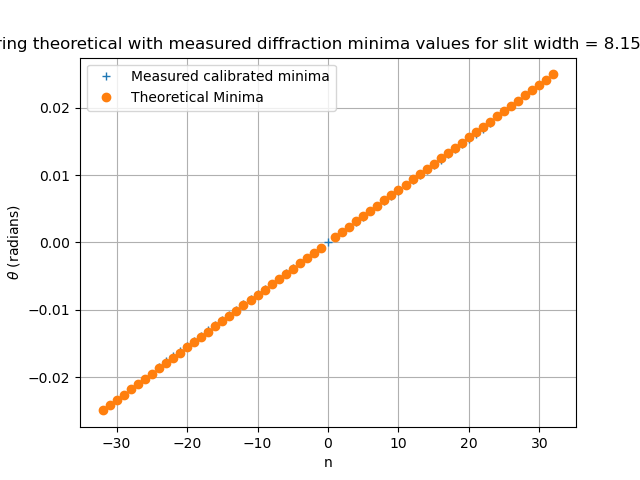 ring theoretical with measured diffraction minima values for slit width = 8.15
Measured calibrated minima
Theoretical Minima
θ (radians)
0.02
0.01
0.00
−0.01
−0.02
−30 −20 −10 0 10 20 30
n